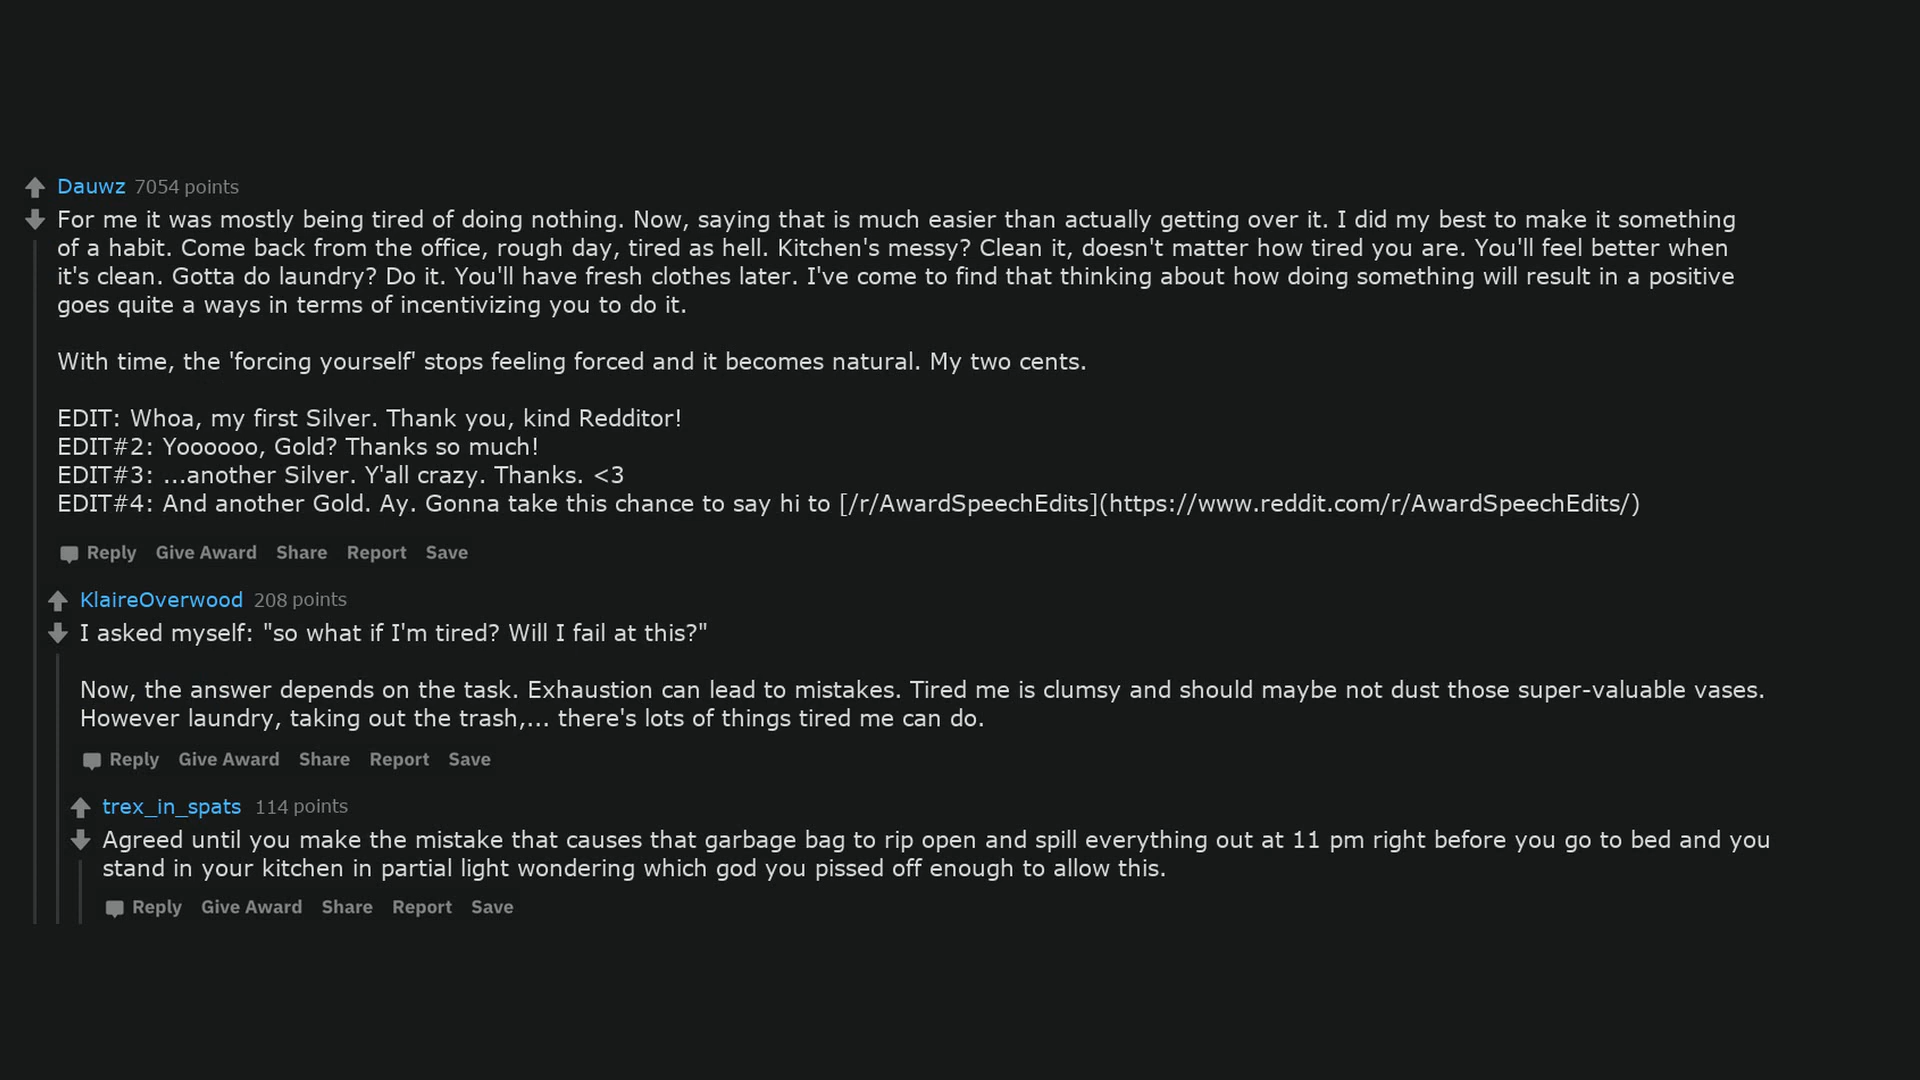 Dauwz 7054 points
For me it was mostly being tired of doing nothing. Now, saying that is much easier than actually getting over it. I did my best to make it something
of a habit. Come back from the office, rough day, tired as hell. Kitchen's messy? Clean it, doesn't matter how tired you are. You'll feel better when
it's clean. Gotta do laundry? Do it. You'll have fresh clothes later. I've come to find that thinking about how doing something will result in a positive
goes quite a ways in terms of incentivizing you to do it.
With time, the 'forcing yourself' stops feeling forced and it becomes natural. My two cents.
EDIT: Whoa, my first Silver. Thank you, kind Redditor!
EDIT#2: Yoooooo, Gold? Thanks so much!
EDIT#3: ...another Silver. Y'all crazy. Thanks. <3
EDIT#4: And another Gold. Ay. Gonna take this chance to say hi to [/r/AwardSpeechEdits](https://www.reddit.com/r/AwardSpeechEdits/)
Reply Give Award Share Report Save
KlaireOverwood 208 points
I asked myself: "so what if I'm tired? Will I fail at this?"
Now, the answer depends on the task. Exhaustion can lead to mistakes. Tired me is clumsy and should maybe not dust those super-valuable vases.
However laundry, taking out the trash,... there's lots of things tired me can do.
Reply Give Award Share Report Save
trex_in_spats 114 points
Agreed until you make the mistake that causes that garbage bag to rip open and spill everything out at 11 pm right before you go to bed and you
stand in your kitchen in partial light wondering which god you pissed off enough to allow this.
Reply Give Award Share Report Save